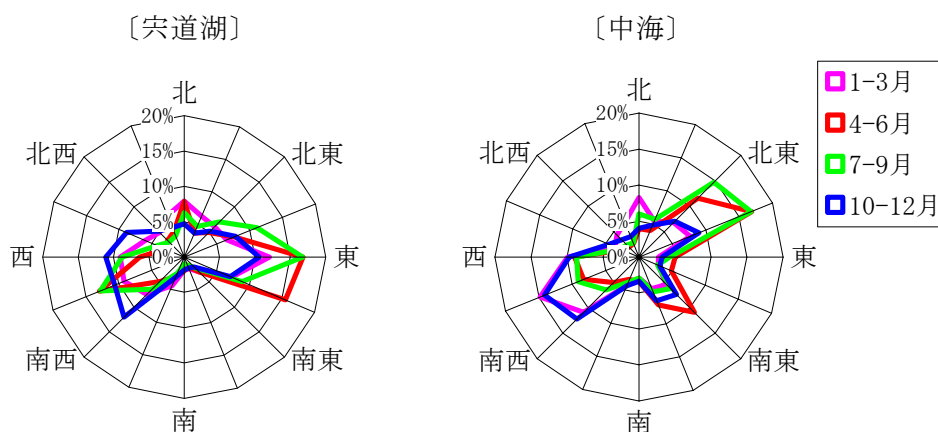 〔宍道湖〕
北
20%
15%
10%
5%
0%
北西
北東
西
東
南西
南東
南
〔中海〕
北
20%
15%
10%
5%
0%
北西
北東
西
東
南西
南東
南
1-3月
4-6月
7-9月
10-12月